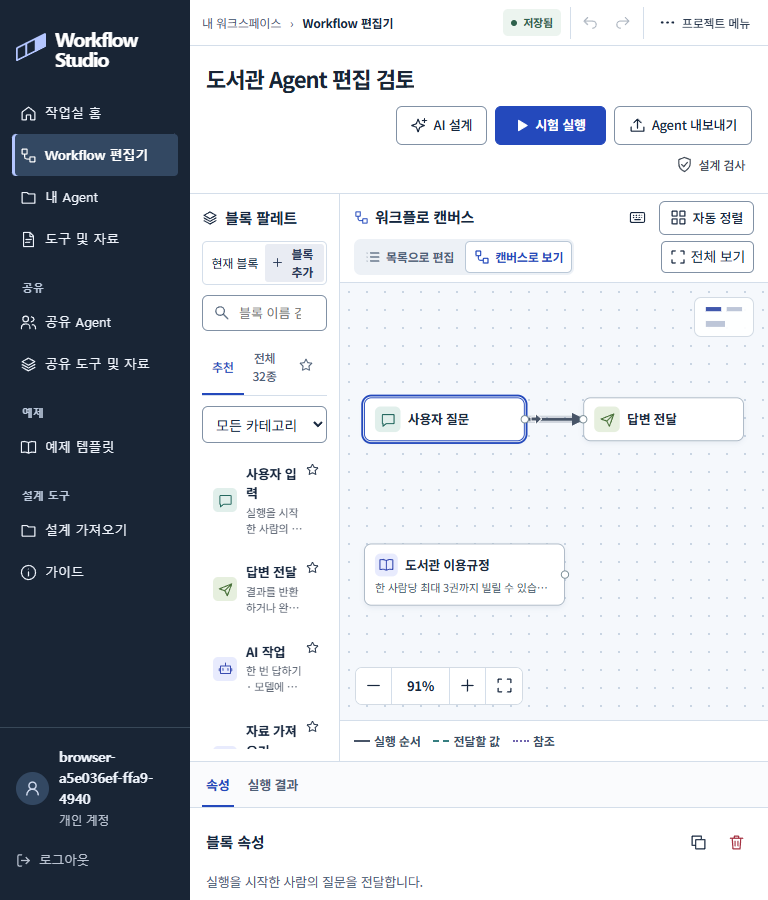 Workflow
Studio
작업실 홈
Workflow 편집기
내 Agent
도구 및 자료
공유
공유 Agent
공유 도구 및 자료
예제
예제 템플릿
설계 도구
설계 가져오기
가이드
browser-
a5e036ef-ffa9-
4940
개인 계정
로그아웃
내 워크스페이스 › Workflow 편집기
저장됨
프로젝트 메뉴
도서관 Agent 편집 검토
AI 설계
시험 실행
Agent 내보내기
설계 검사
블록 팔레트
현재 블록
블록
추가
블록 이름 검
추천
전체
32종
모든 카테고리
사용자 입
력
실행을 시작
한 사람의 …
답변 전달
결과를 반환
하거나 완…
AI 작업
한 번 답하기
· 모델에 …
자료 가져
오기
워크플로 캔버스
자동 정렬
목록으로 편집
캔버스로 보기
전체 보기
사용자 질문
답변 전달
도서관 이용규정
한 사람당 최대 3권까지 빌릴 수 있습…
91%
실행 순서
전달할 값
참조
속성
실행 결과
블록 속성
실행을 시작한 사람의 질문을 전달합니다.